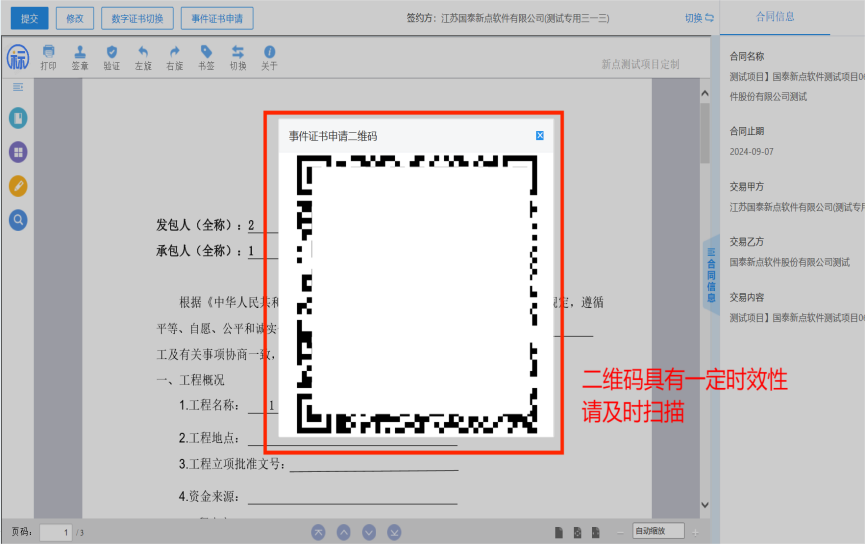 提交 修改 数字证书切换 事件证书申请 签约方：江苏国泰新点软件有限公司(测试专用三一三) 切换 合同信息
标
打印 签章 验证 左旋 右旋 书签 切换 关于 新点测试项目定制
合同名称
测试项目】国泰新点软件测试项目0
件股份有限公司测试
合同止期
2024-09-07
交易甲方
江苏国泰新点软件有限公司(测试专用
交易乙方
国泰新点软件股份有限公司测试
交易内容
测试项目】国泰新点软件测试项目0
合同信息
事件证书申请二维码
发包人（全称）：2
承包人（全称）：1
根据《中华人民共和 规定，遵循
平等、自愿、公平和诚实
工及有关事项协商一致，
一、工程概况
1.工程名称： 1
2.工程地点：
3.工程立项批准文号：
4.资金来源：
二维码具有一定时效性
请及时扫描
页码： 1 /3 自动缩放